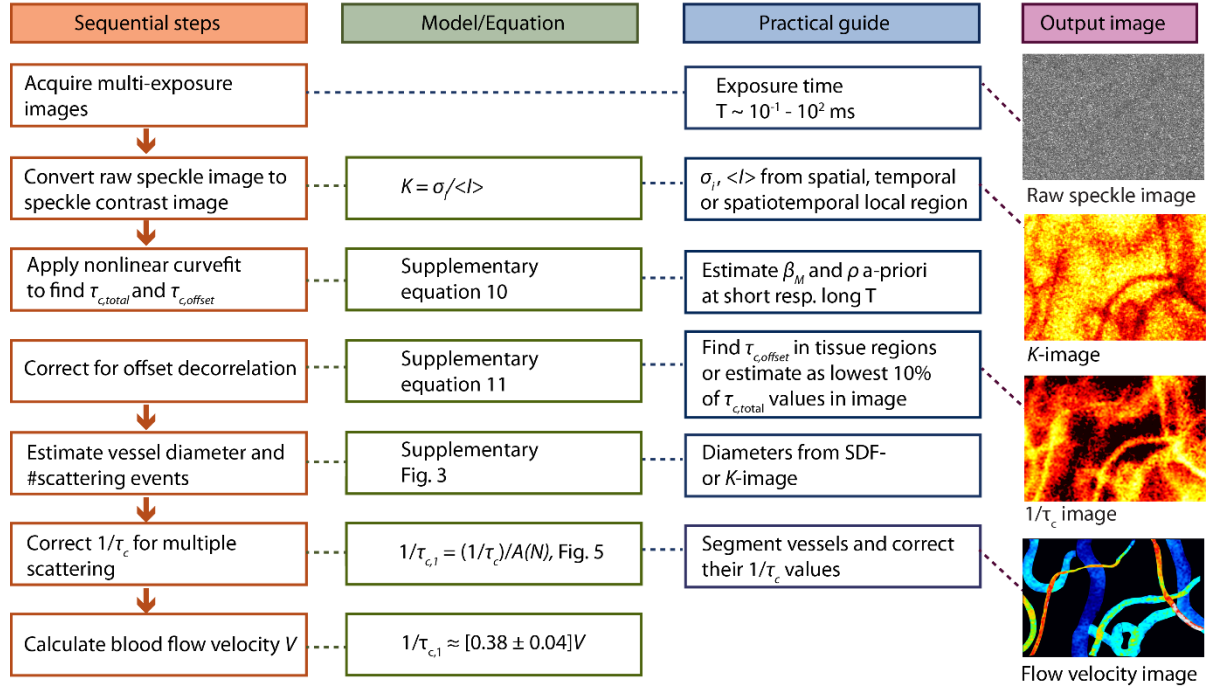 Sequential steps
Model/Equation
Practical guide
Output image
Acquire multi-exposure
images
Exposure time
T ~ 10⁻¹ - 10² ms
Raw speckle image
Convert raw speckle image to
speckle contrast image
K = σᵢ/<I>
σᵢ, <I> from spatial, temporal
or spatiotemporal local region
K-image
Apply nonlinear curvefit
to find τc,total and τc,offset
Supplementary
equation 10
Estimate βM and ρ a-priori
at short resp. long T
Correct for offset decorrelation
Supplementary
equation 11
Find τc,offset in tissue regions
or estimate as lowest 10%
of τc,total values in image
1/τc image
Estimate vessel diameter and
#scattering events
Supplementary
Fig. 3
Diameters from SDF-
or K-image
Correct 1/τc for multiple
scattering
1/τc,1 = (1/τc)/A(N), Fig. 5
Segment vessels and correct
their 1/τc values
Calculate blood flow velocity V
1/τc,1 ≈ [0.38 ± 0.04]V
Flow velocity image